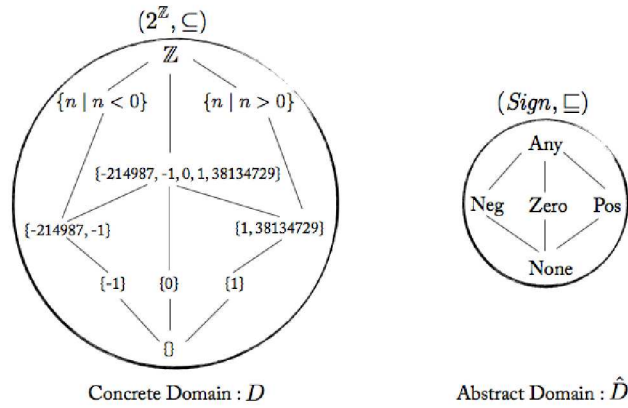 (2^ℤ, ⊆)
ℤ
{n | n < 0} {n | n > 0}
{-214987, -1, 0, 1, 38134729}
{-214987, -1} {1, 38134729}
{-1} {0} {1}
{}
Concrete Domain : D
(Sign, ⊑)
Any
Neg Zero Pos
None
Abstract Domain : D̂